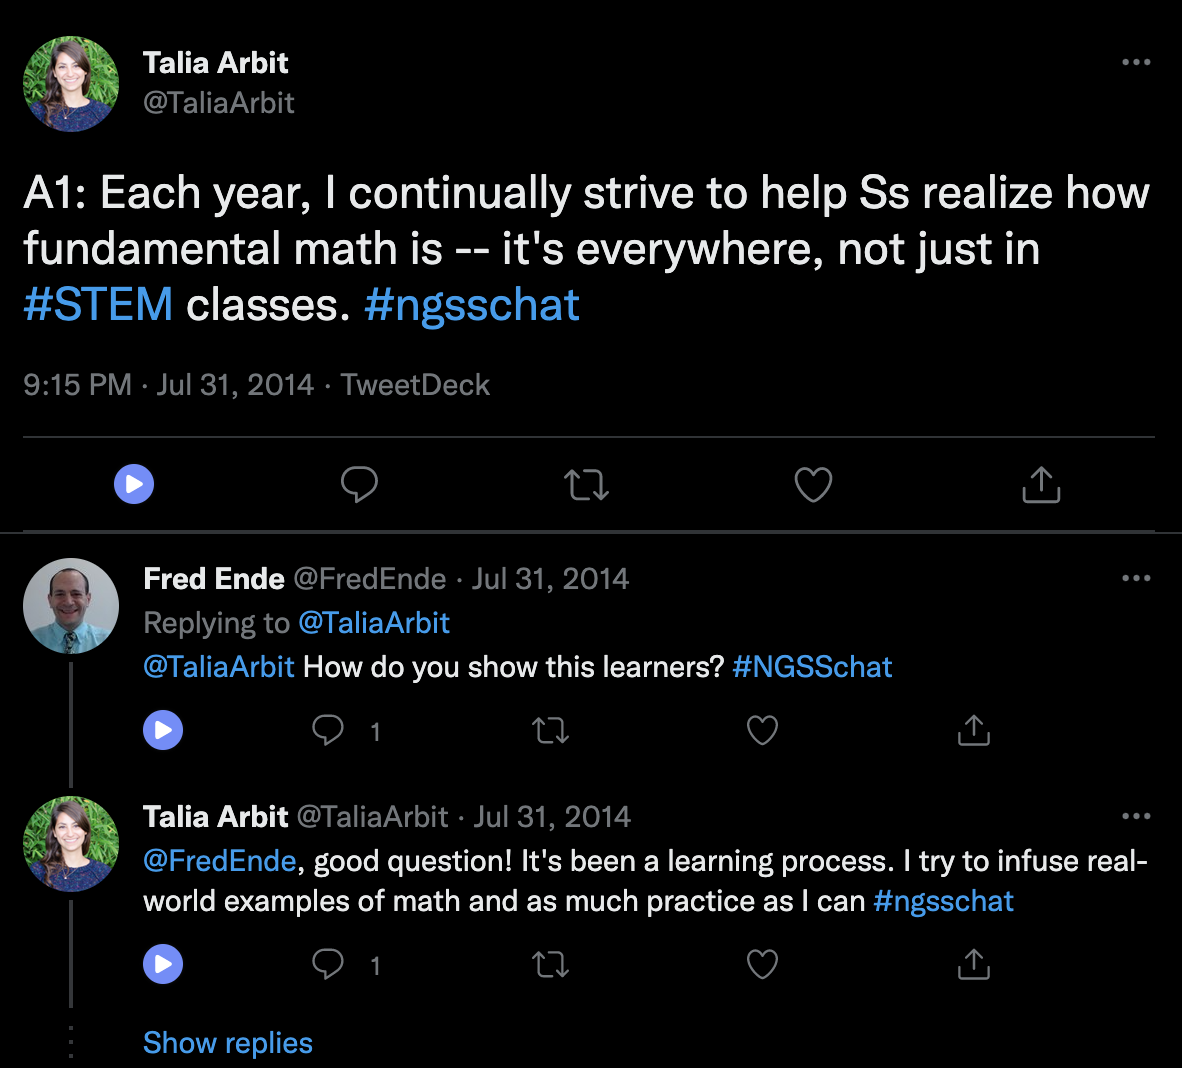 Talia Arbit
@TaliaArbit
A1: Each year, I continually strive to help Ss realize how
fundamental math is -- it's everywhere, not just in
#STEM classes. #ngsschat
9:15 PM · Jul 31, 2014 · TweetDeck
Fred Ende @FredEnde · Jul 31, 2014
Replying to @TaliaArbit
@TaliaArbit How do you show this learners? #NGSSchat
1
Talia Arbit @TaliaArbit · Jul 31, 2014
@FredEnde, good question! It's been a learning process. I try to infuse real-
world examples of math and as much practice as I can #ngsschat
1
Show replies